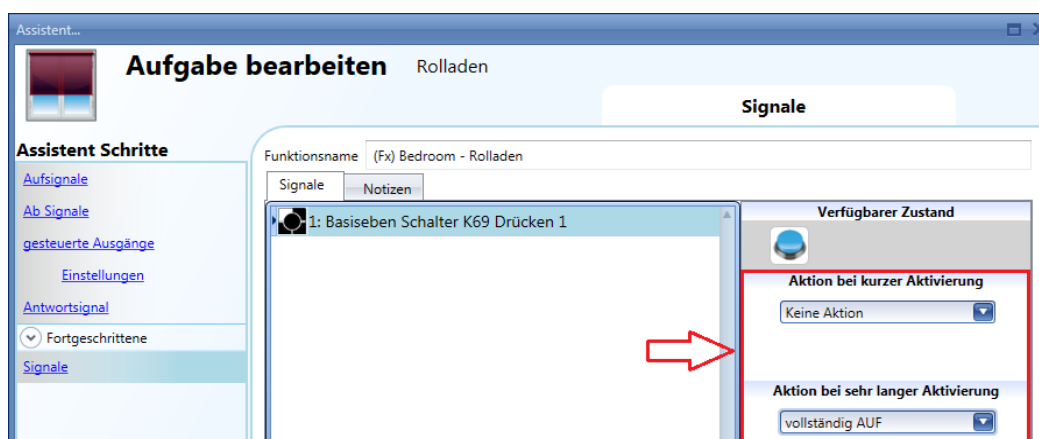 Assistent...
Aufgabe bearbeiten Rolladen
Signale
Assistent Schritte
Aufsignale
Ab Signale
gesteuerte Ausgänge
Einstellungen
Antwortsignal
Fortgeschrittene
Signale
Funktionsname (Fx) Bedroom - Rolladen
Signale Notizen
1: Basiseben Schalter K69 Drücken 1
Verfügbarer Zustand
Aktion bei kurzer Aktivierung
Keine Aktion
Aktion bei sehr langer Aktivierung
vollständig AUF